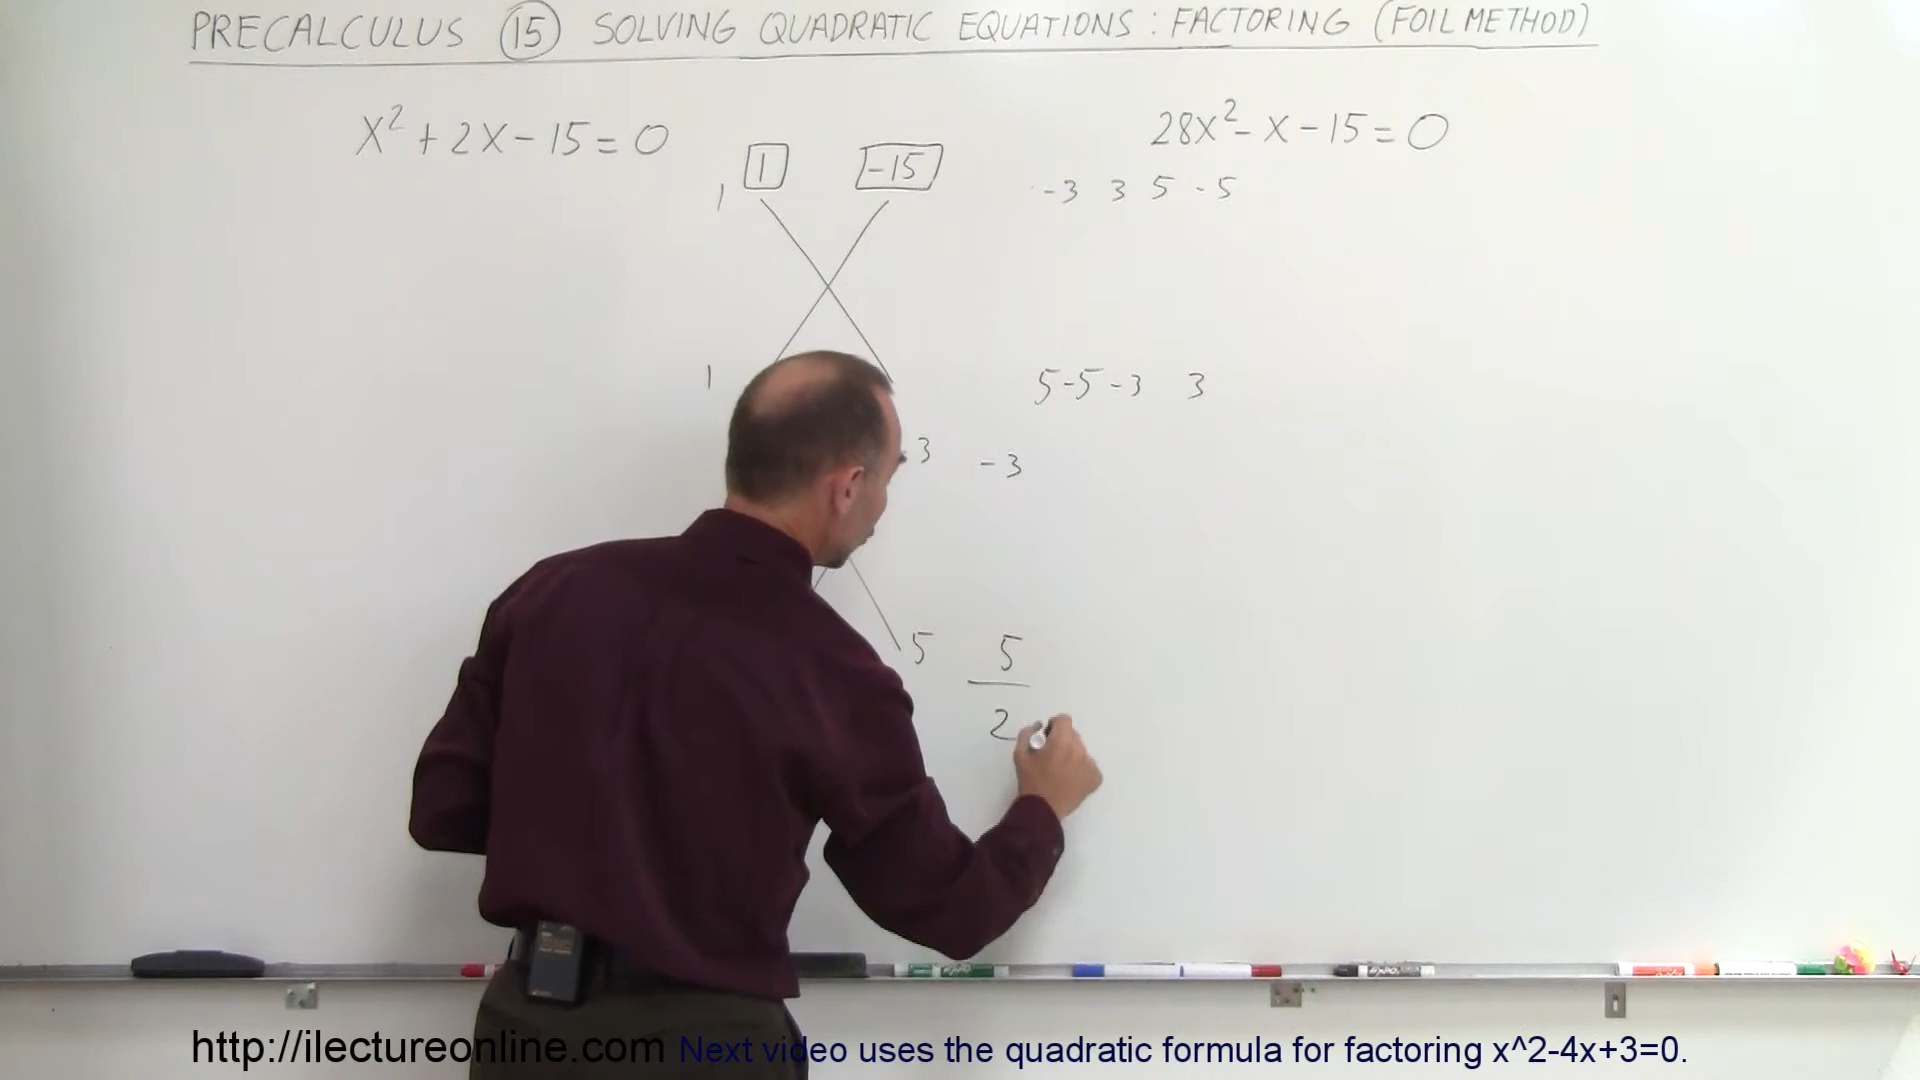 PRECALCULUS 15 SOLVING QUADRATIC EQUATIONS : FACTORING (FOIL METHOD)
x² + 2x - 15 = 0
28x² - x - 15 = 0
1 1 -15
-3 3 5 -5
1
5 -5 -3 3
3 -3
5 5
2
http://ilectureonline.com Next video uses the quadratic formula for factoring x^2-4x+3=0.